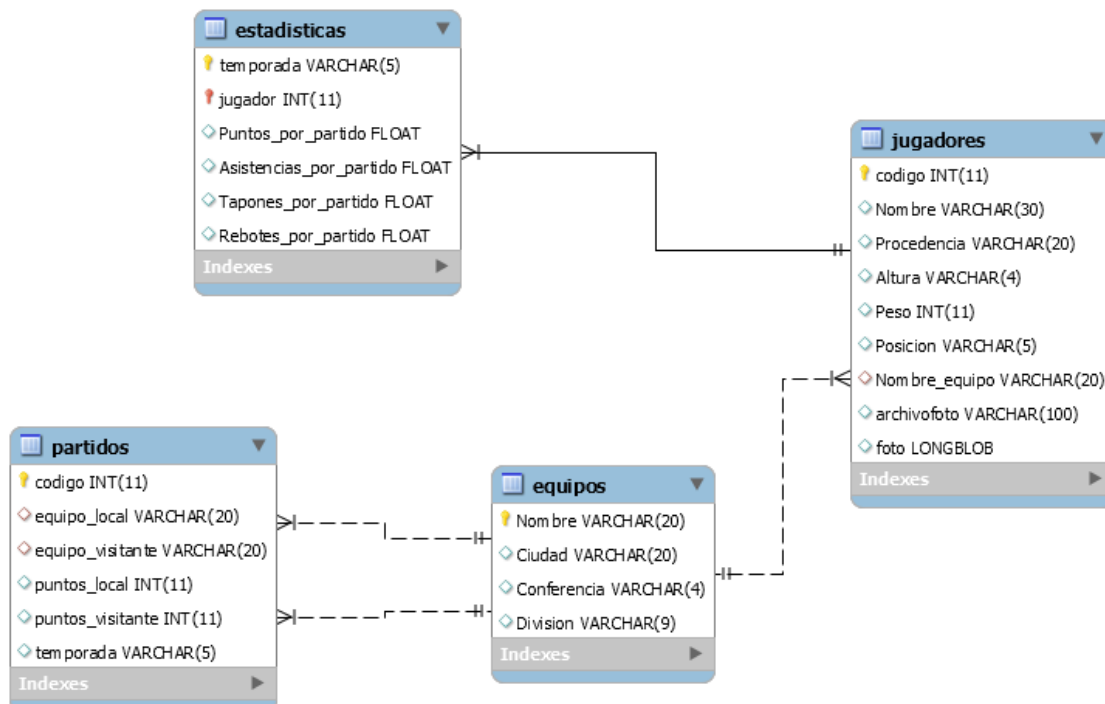 estadisticas
temporada VARCHAR(5)
jugador INT(11)
Puntos_por_partido FLOAT
Asistencias_por_partido FLOAT
Tapones_por_partido FLOAT
Rebotes_por_partido FLOAT
Indexes
jugadores
codigo INT(11)
Nombre VARCHAR(30)
Procedencia VARCHAR(20)
Altura VARCHAR(4)
Peso INT(11)
Posicion VARCHAR(5)
Nombre_equipo VARCHAR(20)
archivofoto VARCHAR(100)
foto LONGBLOB
Indexes
partidos
codigo INT(11)
equipo_local VARCHAR(20)
equipo_visitante VARCHAR(20)
puntos_local INT(11)
puntos_visitante INT(11)
temporada VARCHAR(5)
Indexes
equipos
Nombre VARCHAR(20)
Ciudad VARCHAR(20)
Conferencia VARCHAR(4)
Division VARCHAR(9)
Indexes